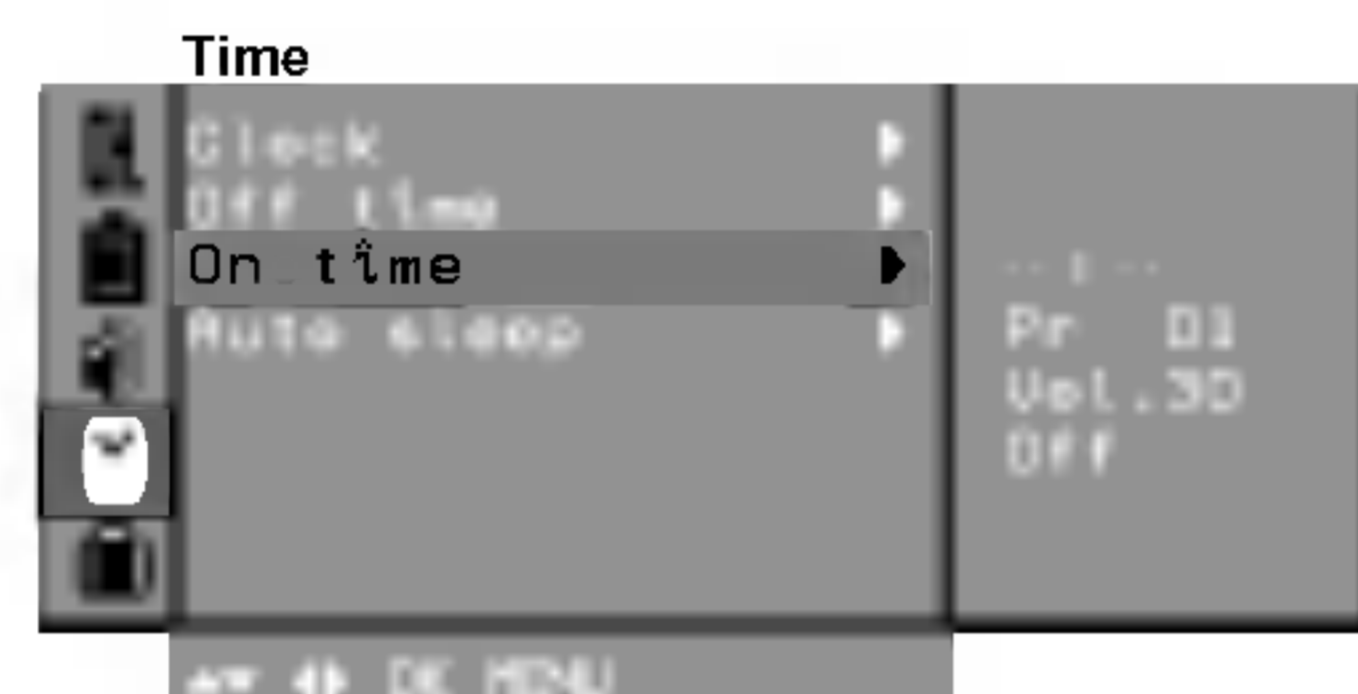 Time
Clock
Off time
On time
Auto sleep
-- : --
Pr 01
Vol.30
Off
OK MENU